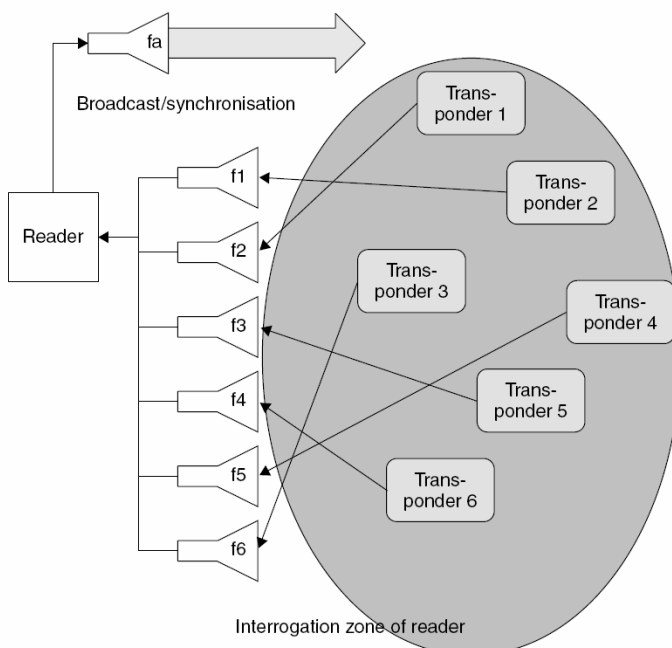 fa
Broadcast/synchronisation
Trans-
ponder 1
f1
Trans-
ponder 2
Reader
f2
Trans-
ponder 3
f3
Trans-
ponder 4
f4
Trans-
ponder 5
f5
Trans-
ponder 6
f6
Interrogation zone of reader